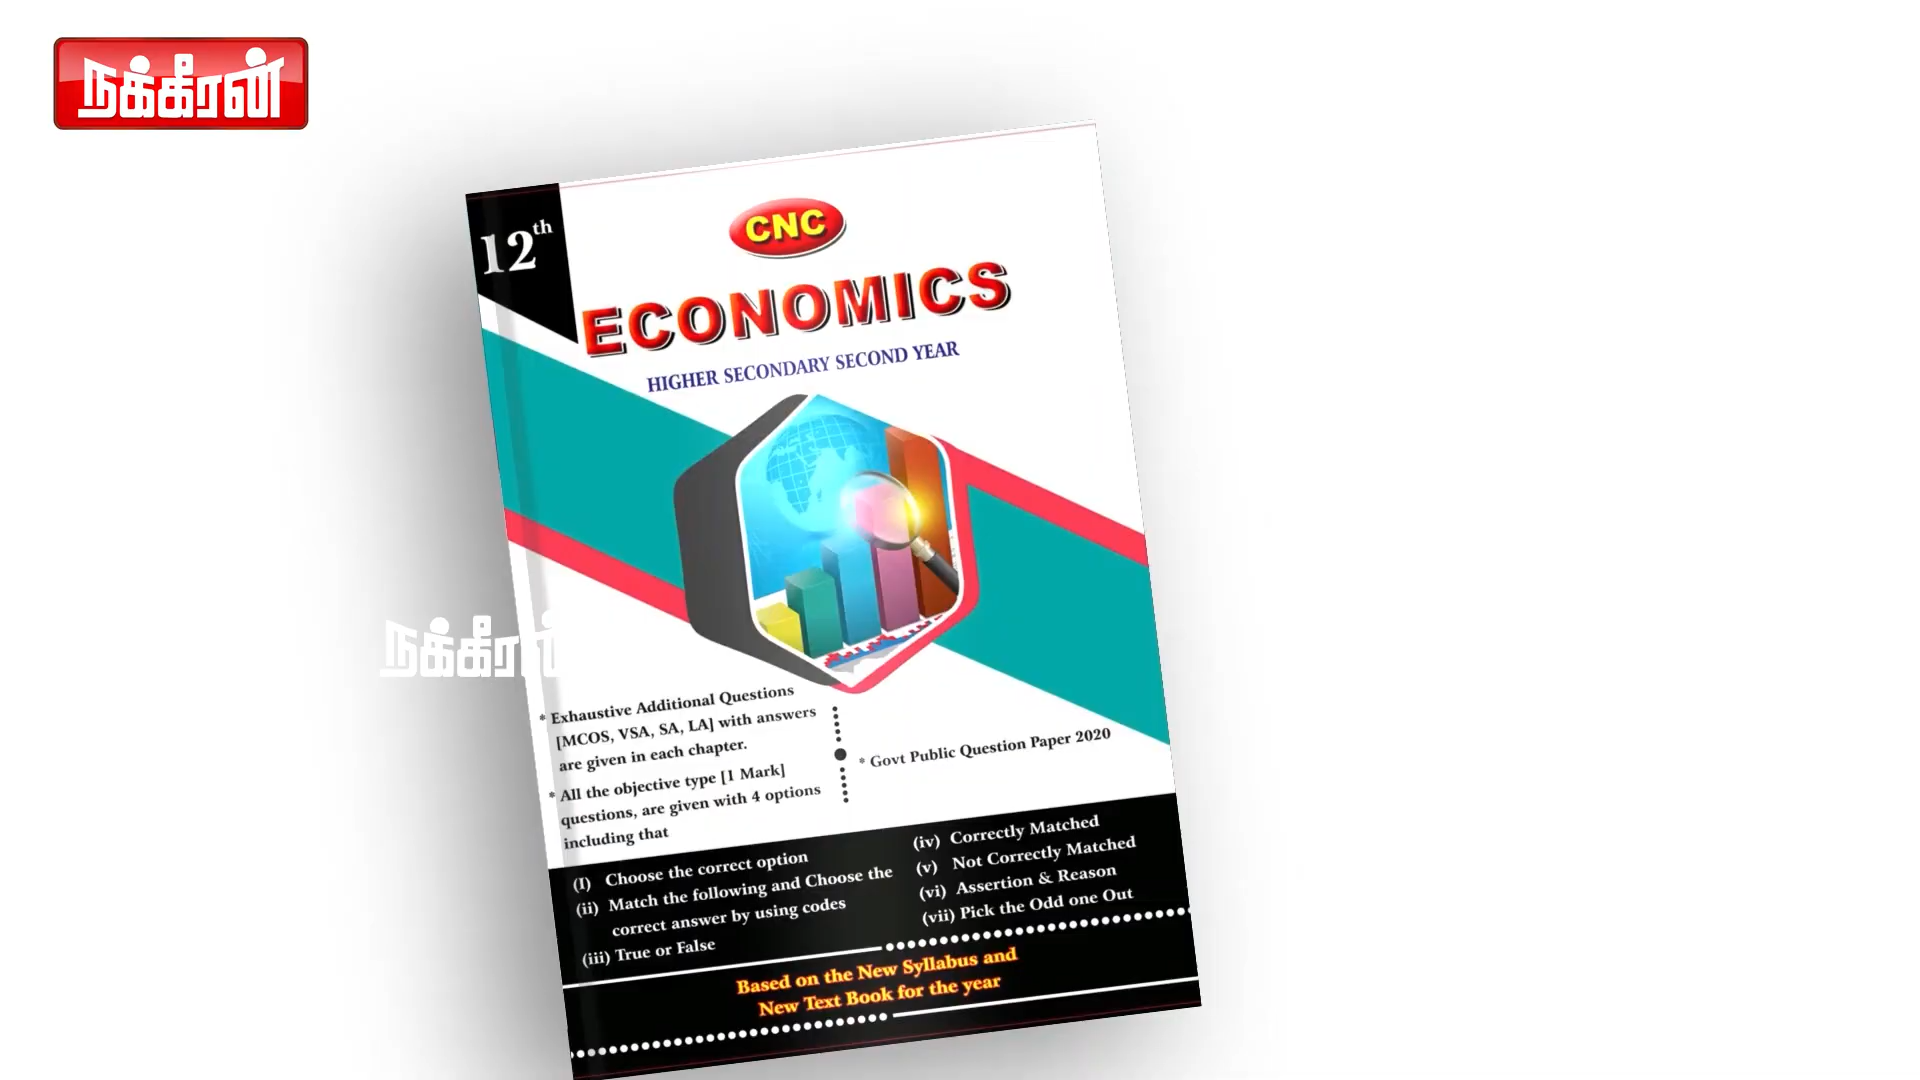 நக்கீரன்
12th
CNC
ECONOMICS
HIGHER SECONDARY SECOND YEAR
நக்கீரன்
* Exhaustive Additional Questions
[MCOS, VSA, SA, LA] with answers
are given in each chapter.
* All the objective type [1 Mark]
questions, are given with 4 options
including that
* Govt Public Question Paper 2020
(I) Choose the correct option
(ii) Match the following and Choose the
correct answer by using codes
(iii) True or False
(iv) Correctly Matched
(v) Not Correctly Matched
(vi) Assertion & Reason
(vii) Pick the Odd one Out
Based on the New Syllabus and
New Text Book for the year